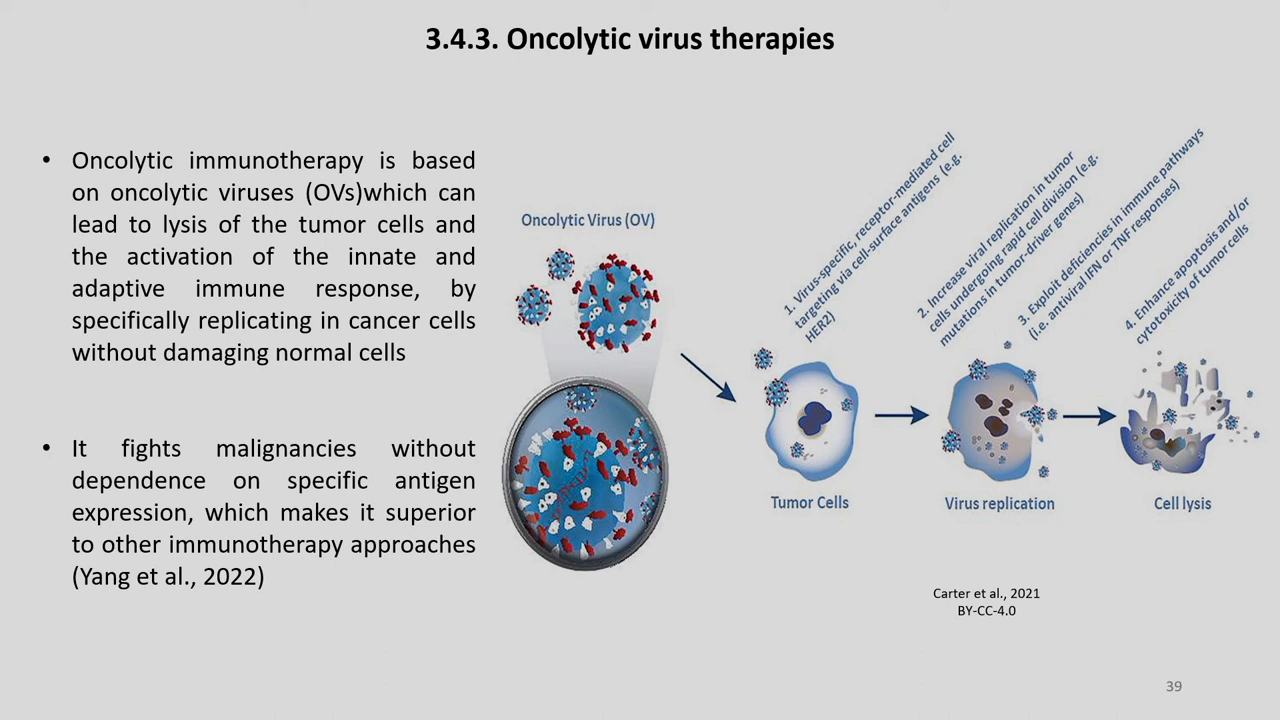 3.4.3. Oncolytic virus therapies
• Oncolytic immunotherapy is based
on oncolytic viruses (OVs)which can
lead to lysis of the tumor cells and
the activation of the innate and
adaptive immune response, by
specifically replicating in cancer cells
without damaging normal cells
• It fights malignancies without
dependence on specific antigen
expression, which makes it superior
to other immunotherapy approaches
(Yang et al., 2022)
Oncolytic Virus (OV)
1. Virus-specific, receptor-mediated cell
targeting via cell-surface antigens (e.g.
HER2)
2. Increase viral replication in tumor
cells undergoing rapid cell division (e.g.
mutations in tumor-driver genes)
3. Exploit deficiencies in immune pathways
(i.e. antiviral IFN or TNF responses)
4. Enhance apoptosis and/or
cytotoxicity of tumor cells
Tumor Cells
Virus replication
Cell lysis
Carter et al., 2021
BY-CC-4.0
39